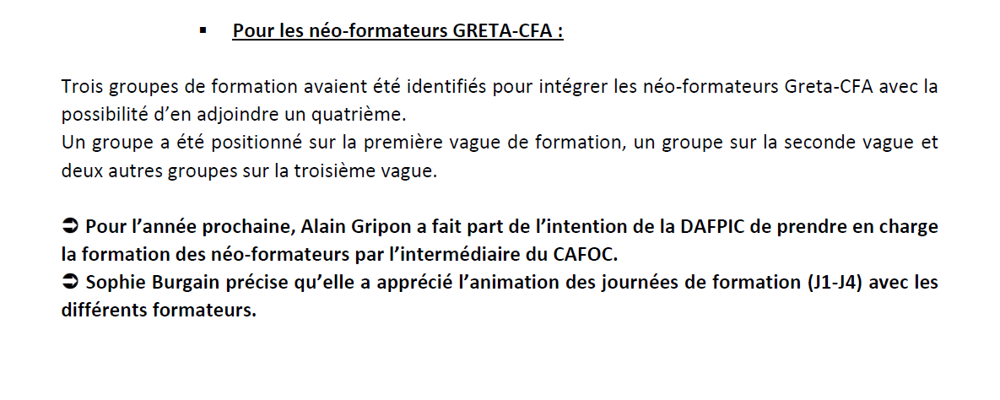 ▪ Pour les néo-formateurs GRETA-CFA :
Trois groupes de formation avaient été identifiés pour intégrer les néo-formateurs Greta-CFA avec la
possibilité d’en adjoindre un quatrième.
Un groupe a été positionné sur la première vague de formation, un groupe sur la seconde vague et
deux autres groupes sur la troisième vague.
➲ Pour l’année prochaine, Alain Gripon a fait part de l’intention de la DAFPIC de prendre en charge
la formation des néo-formateurs par l’intermédiaire du CAFOC.
➲ Sophie Burgain précise qu’elle a apprécié l’animation des journées de formation (J1-J4) avec les
différents formateurs.